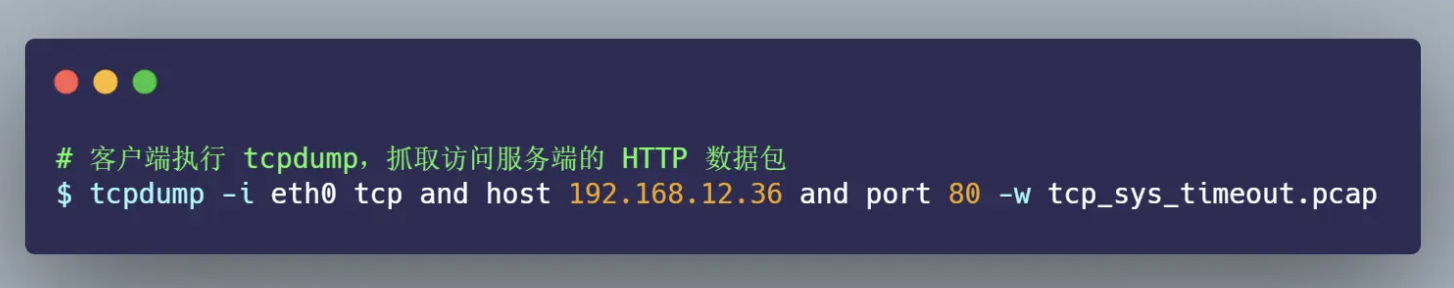 # 客户端执行 tcpdump，抓取访问服务端的 HTTP 数据包
$ tcpdump -i eth0 tcp and host 192.168.12.36 and port 80 -w tcp_sys_timeout.pcap